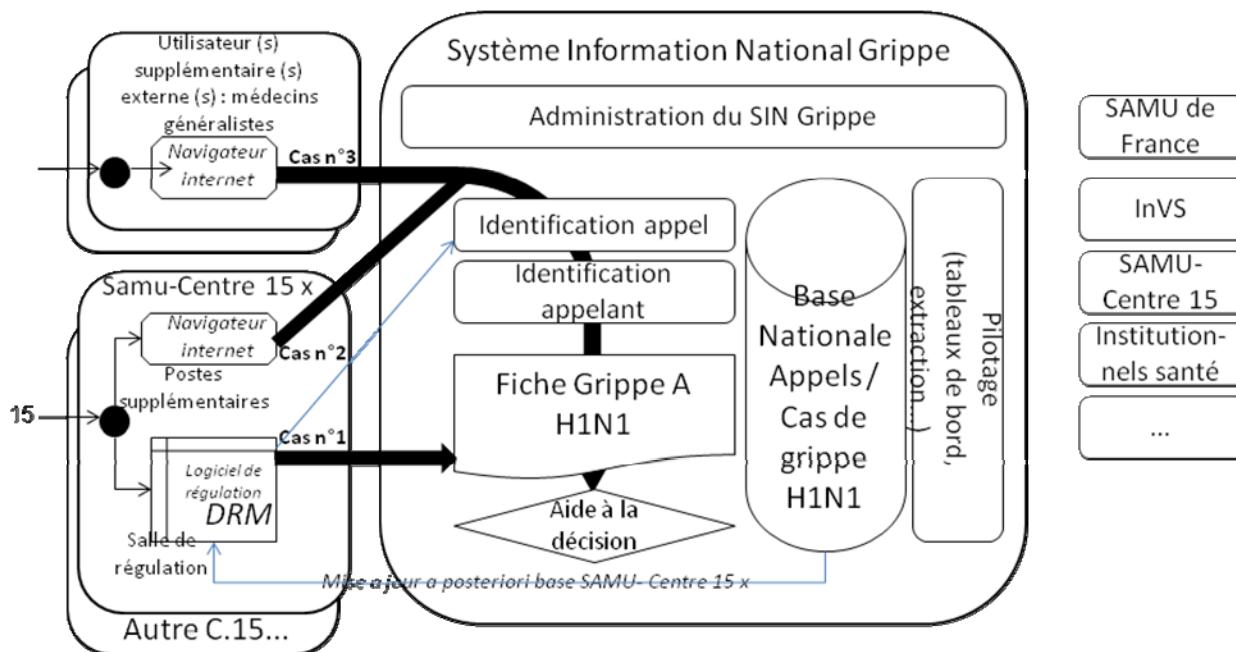 Utilisateur (s)
supplémentaire (s)
externe (s) : médecins
généralistes
Navigateur
internet
Cas n°3
Samu-Centre 15 x
Navigateur
internet
Cas n°2
Postes
supplémentaires
15
Cas n°1
Logiciel de
régulation
DRM
Salle de
régulation
Autre C.15...
Système Information National Grippe
Administration du SIN Grippe
Identification appel
Identification
appelant
Fiche Grippe A
H1N1
Aide à la
décision
Base
Nationale
Appels /
Cas de
grippe
H1N1
Pilotage
(tableaux de bord,
extraction...)
Mise a jour a posteriori base SAMU- Centre 15 x
SAMU de
France
InVS
SAMU-
Centre 15
Institution-
nels santé
...